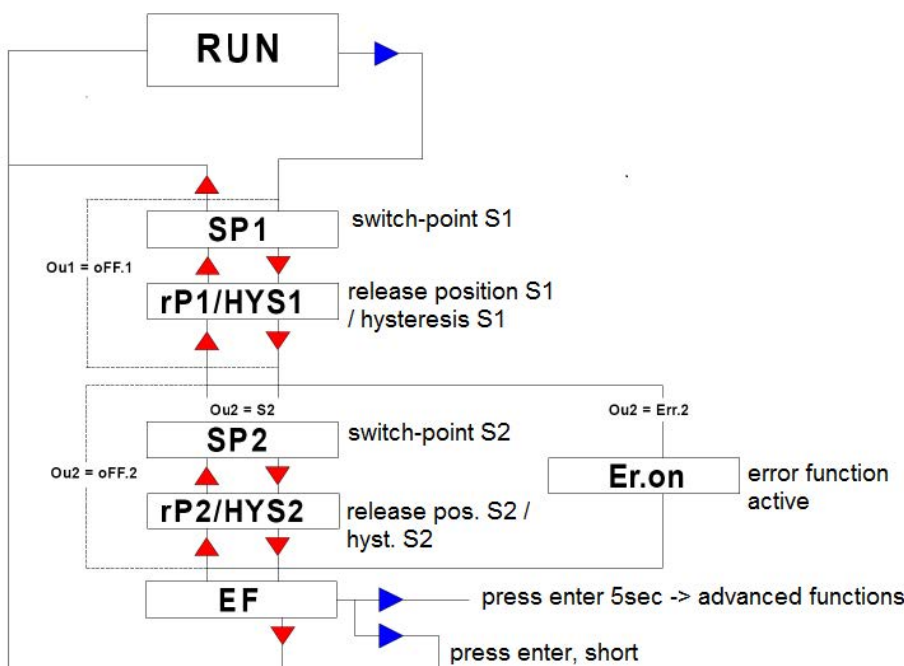 RUN
SP1
switch-point S1
Ou1 = oFF.1
rP1/HYS1
release position S1
/ hysteresis S1
Ou2 = S2
Ou2 = Err.2
SP2
switch-point S2
Ou2 = oFF.2
Er.on
error function
active
rP2/HYS2
release pos. S2 /
hyst. S2
EF
press enter 5sec -> advanced functions
press enter, short